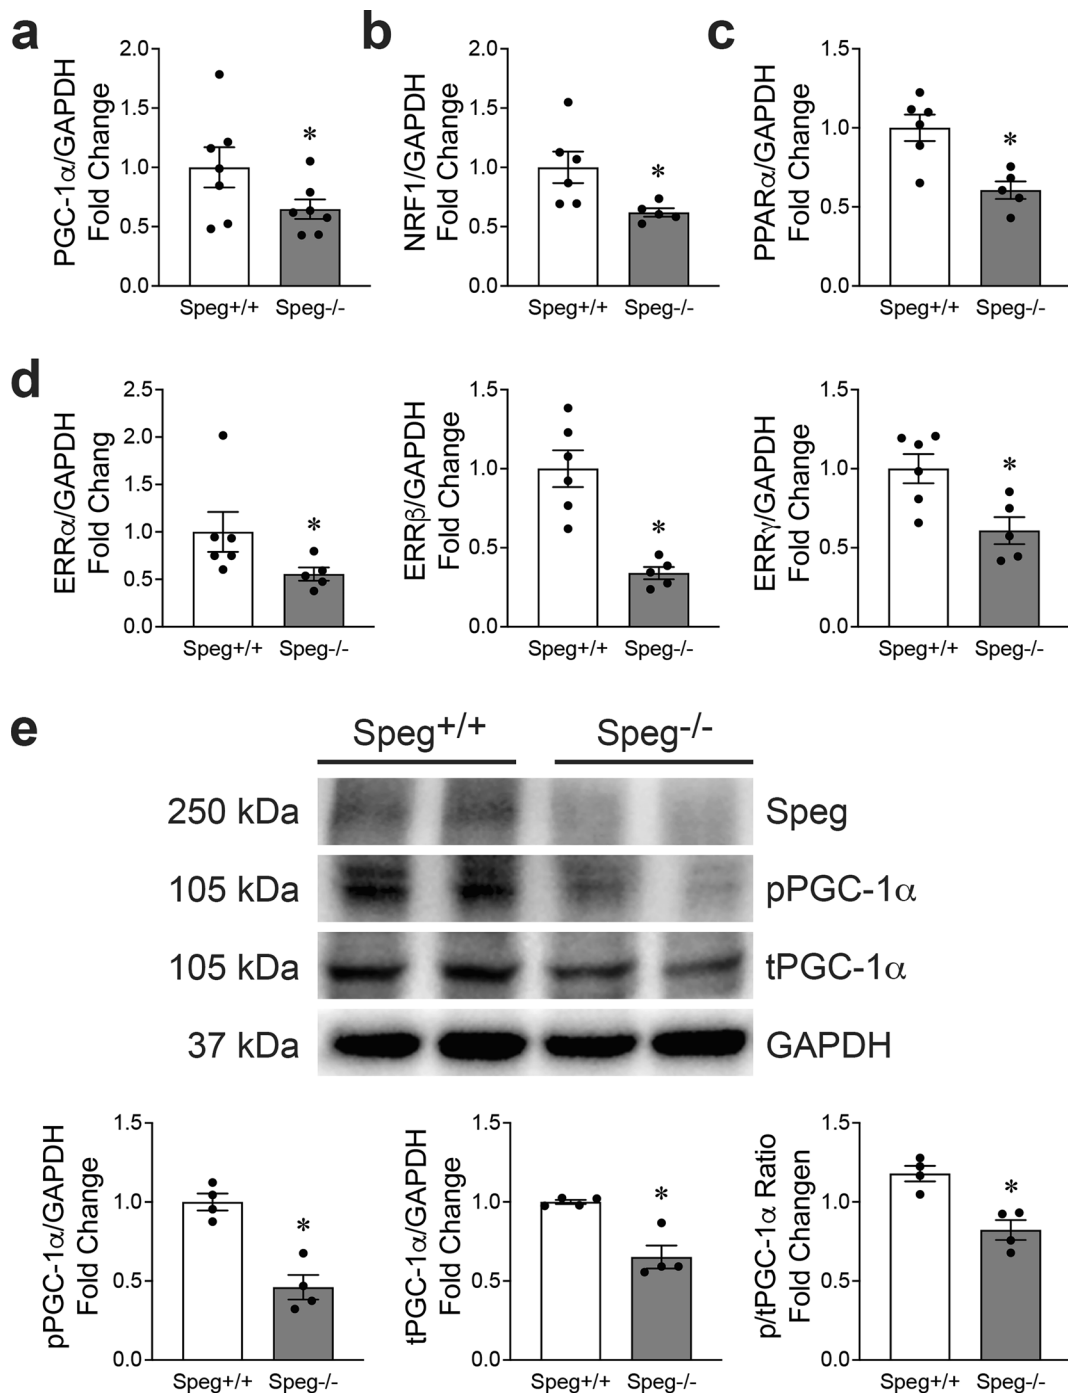 a
PGC-1α/GAPDH
Fold Change
2.0
1.5
1.0
0.5
0.0
*
Speg+/+ Speg-/-
b
NRF1/GAPDH
Fold Change
2.0
1.5
1.0
0.5
0.0
*
Speg+/+ Speg-/-
c
PPARα/GAPDH
Fold Change
1.5
1.0
0.5
0.0
*
Speg+/+ Speg-/-
d
ERRα/GAPDH
Fold Chang
2.5
2.0
1.5
1.0
0.5
0.0
*
Speg+/+ Speg-/-
ERRβ/GAPDH
Fold Change
1.5
1.0
0.5
0.0
*
Speg+/+ Speg-/-
ERRγ/GAPDH
Fold Change
1.5
1.0
0.5
0.0
*
Speg+/+ Speg-/-
e
Speg+/+ Speg-/-
250 kDa Speg
105 kDa pPGC-1α
105 kDa tPGC-1α
37 kDa GAPDH
pPGC-1α/GAPDH
Fold Change
1.5
1.0
0.5
0.0
*
Speg+/+ Speg-/-
tPGC-1α/GAPDH
Fold Change
1.5
1.0
0.5
0.0
*
Speg+/+ Speg-/-
p/tPGC-1α Ratio
Fold Changen
1.5
1.0
0.5
0.0
*
Speg+/+ Speg-/-